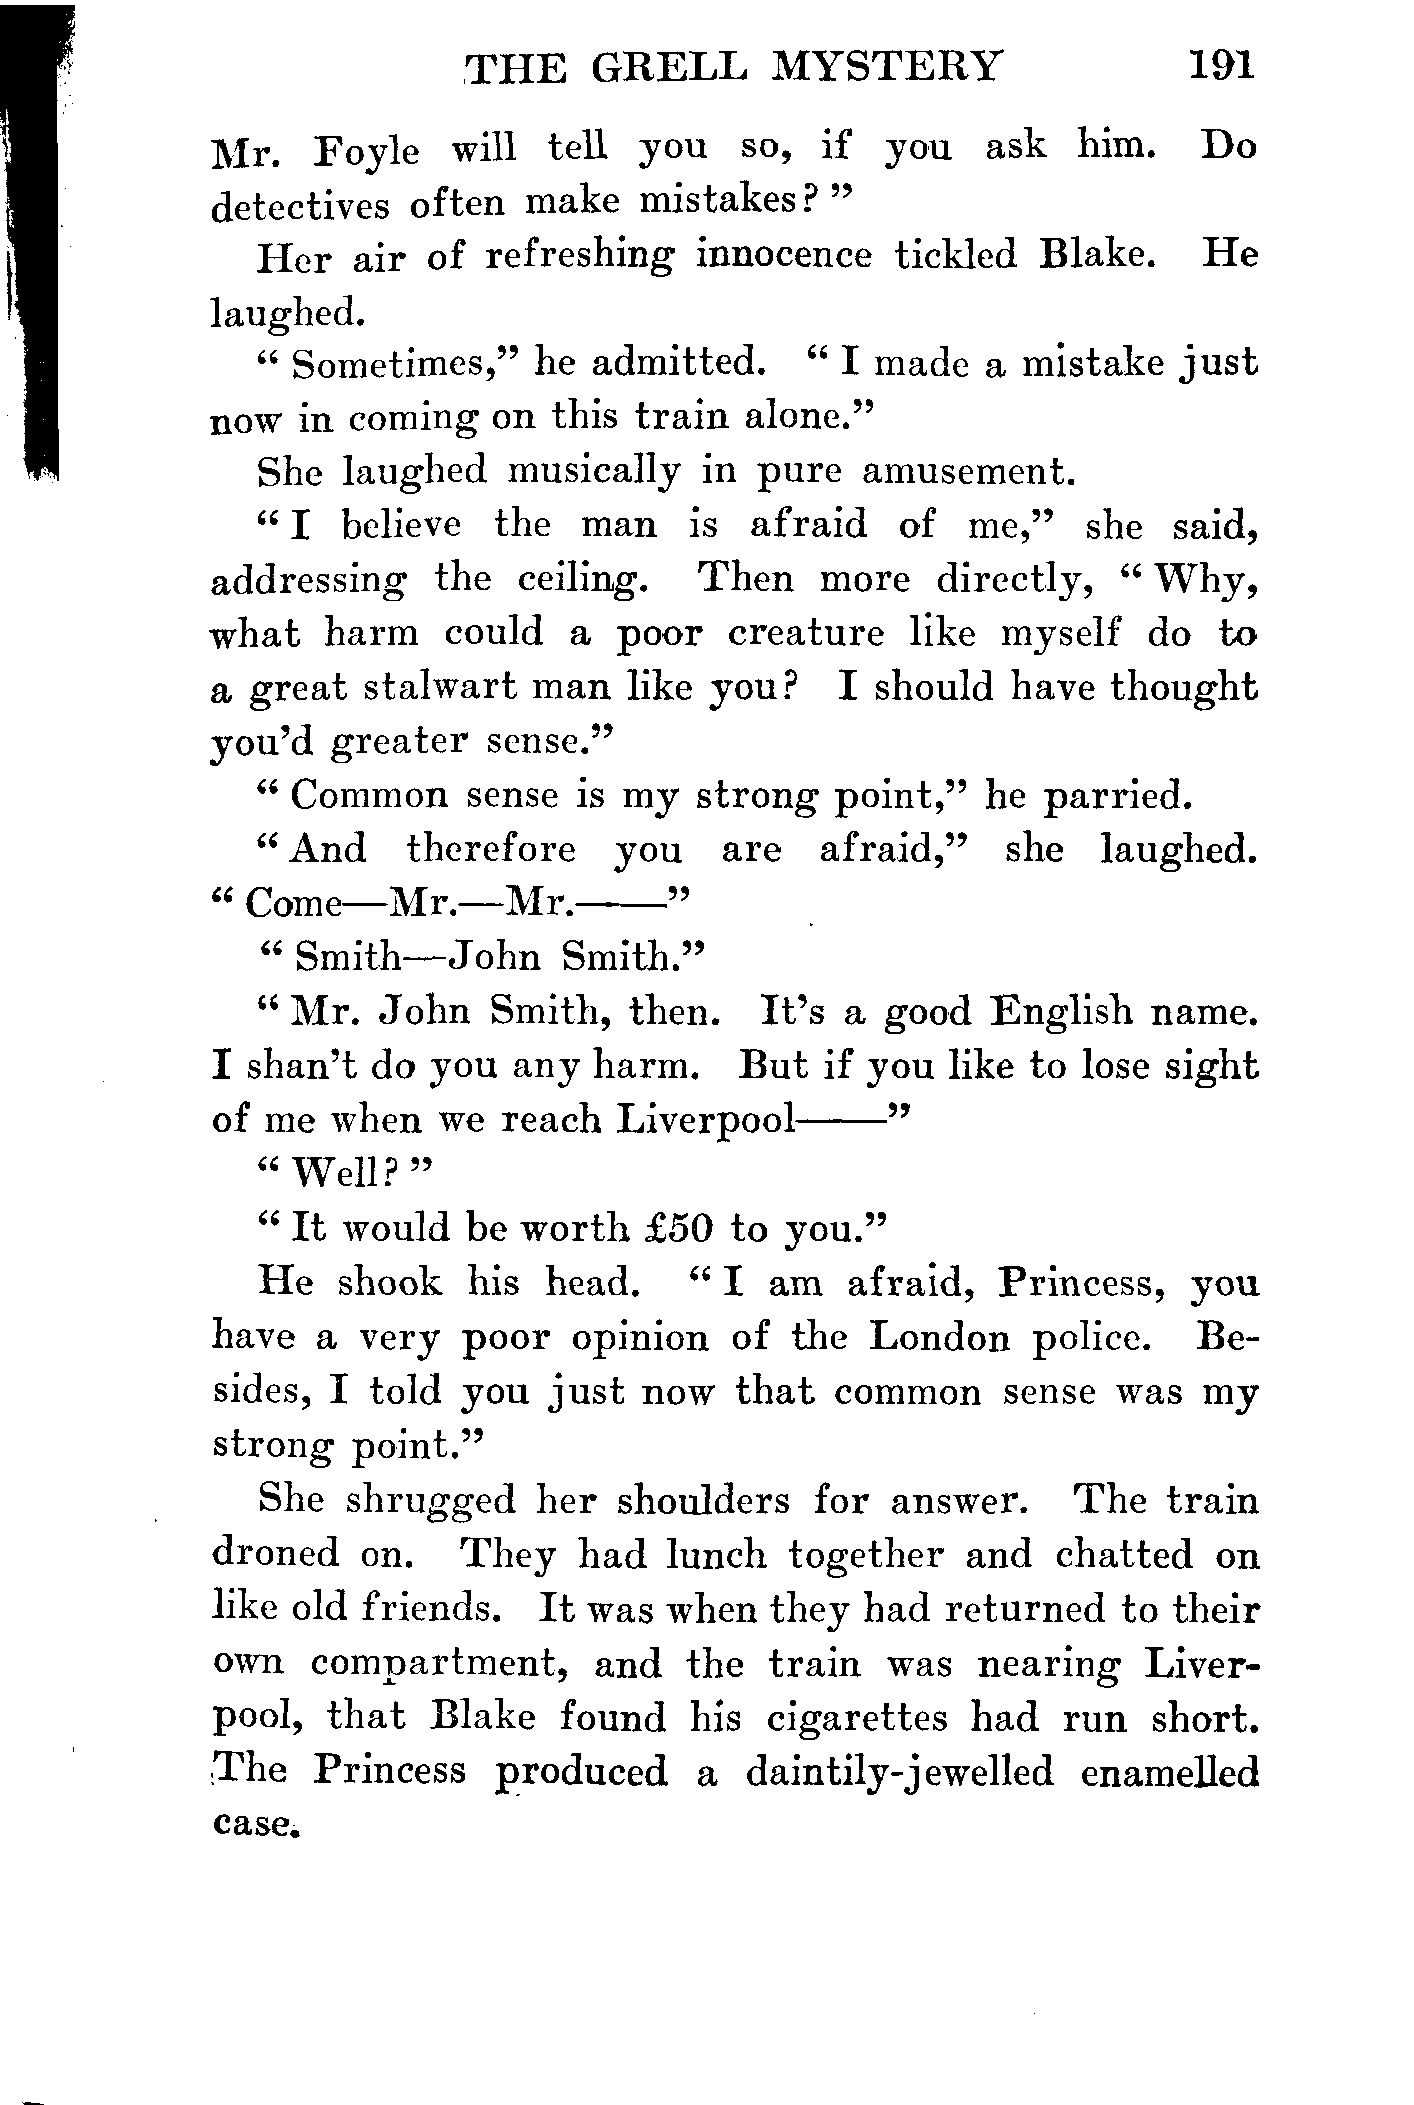 THE GRELL MYSTERY 191
Mr. Foyle will tell you so, if you ask him. Do
detectives often make mistakes?”
Her air of refreshing innocence tickled Blake. He
laughed.
“Sometimes,” he admitted. “I made a mistake just
now in coming on this train alone.”
She laughed musically in pure amusement.
“I believe the man is afraid of me,” she said,
addressing the ceiling. Then more directly, “Why,
what harm could a poor creature like myself do to
a great stalwart man like you? I should have thought
you’d greater sense.”
“Common sense is my strong point,” he parried.
“And therefore you are afraid,” she laughed.
“Come—Mr.—Mr.——”
“Smith—John Smith.”
“Mr. John Smith, then. It’s a good English name.
I shan’t do you any harm. But if you like to lose sight
of me when we reach Liverpool——”
“Well?”
“It would be worth £50 to you.”
He shook his head. “I am afraid, Princess, you
have a very poor opinion of the London police. Be-
sides, I told you just now that common sense was my
strong point.”
She shrugged her shoulders for answer. The train
droned on. They had lunch together and chatted on
like old friends. It was when they had returned to their
own compartment, and the train was nearing Liver-
pool, that Blake found his cigarettes had run short.
The Princess produced a daintily-jewelled enamelled
case.